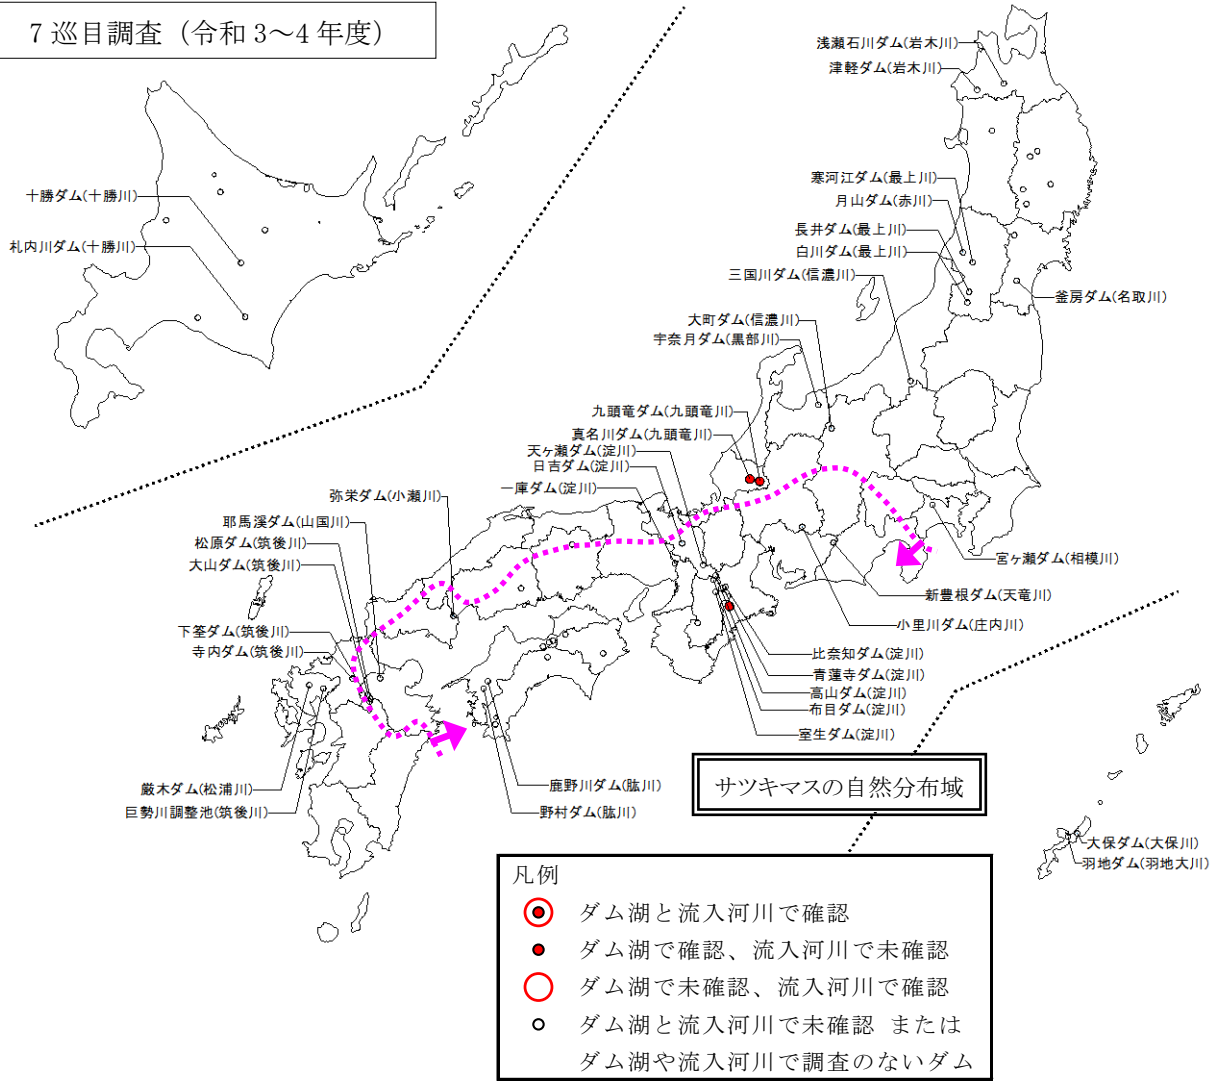 7巡目調査（令和3～4年度）
浅瀬石川ダム(岩木川)
津軽ダム(岩木川)
十勝ダム(十勝川)
札内川ダム(十勝川)
寒河江ダム(最上川)
月山ダム(赤川)
長井ダム(最上川)
白川ダム(最上川)
三国川ダム(信濃川)
釜房ダム(名取川)
大町ダム(信濃川)
宇奈月ダム(黒部川)
九頭竜ダム(九頭竜川)
真名川ダム(九頭竜川)
天ヶ瀬ダム(淀川)
日吉ダム(淀川)
一庫ダム(淀川)
弥栄ダム(小瀬川)
耶馬溪ダム(山国川)
松原ダム(筑後川)
大山ダム(筑後川)
下筌ダム(筑後川)
寺内ダム(筑後川)
宮ヶ瀬ダム(相模川)
新豊根ダム(天竜川)
小里川ダム(庄内川)
比奈知ダム(淀川)
青蓮寺ダム(淀川)
高山ダム(淀川)
布目ダム(淀川)
室生ダム(淀川)
厳木ダム(松浦川)
巨勢川調整池(筑後川)
鹿野川ダム(肱川)
野村ダム(肱川)
サツキマスの自然分布域
大保ダム(大保川)
羽地ダム(羽地大川)
凡例
ダム湖と流入河川で確認
ダム湖で確認、流入河川で未確認
ダム湖で未確認、流入河川で確認
ダム湖と流入河川で未確認 または
ダム湖や流入河川で調査のないダム